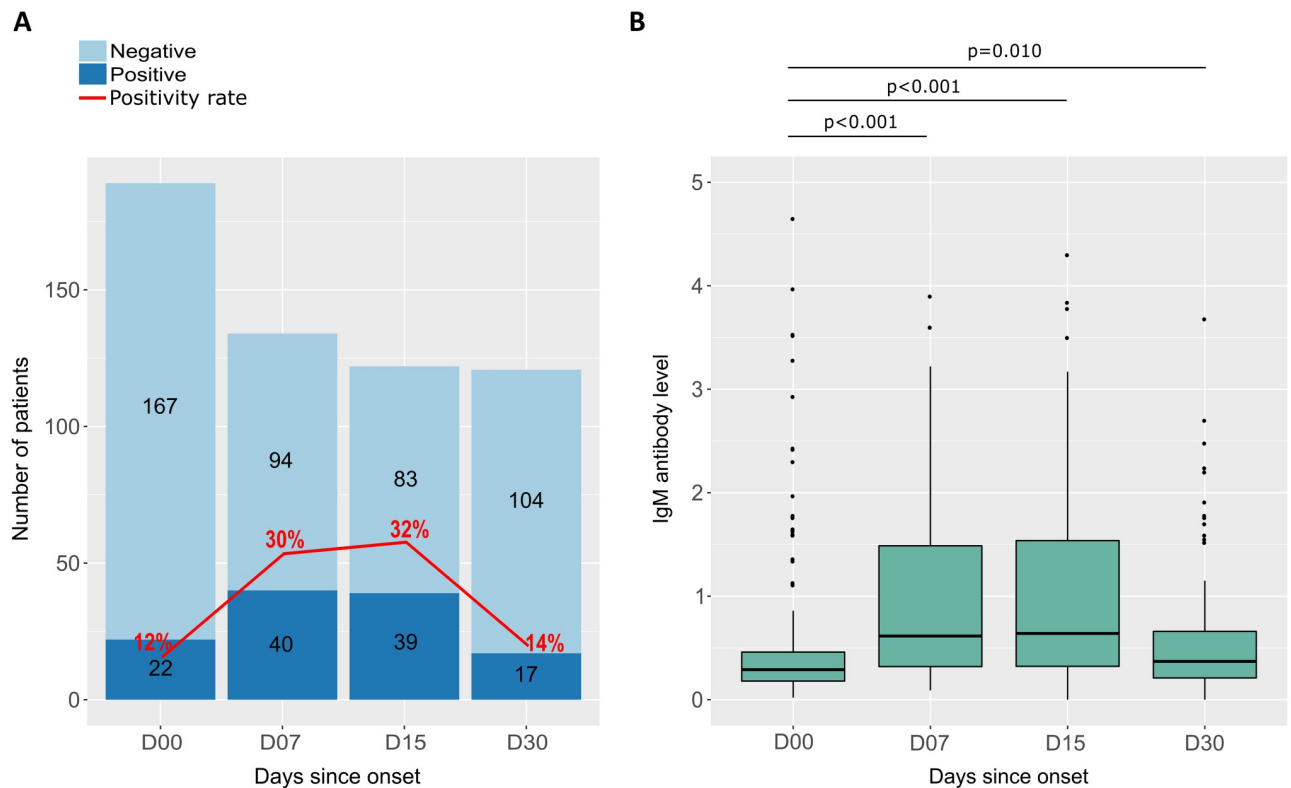 A
Negative
Positive
Positivity rate
Number of patients
150
100
50
0
167
94
83
104
12%
30%
32%
14%
22
40
39
17
D00 D07 D15 D30
Days since onset
B
p=0.010
p<0.001
p<0.001
IgM antibody level
5
4
3
2
1
0
D00 D07 D15 D30
Days since onset